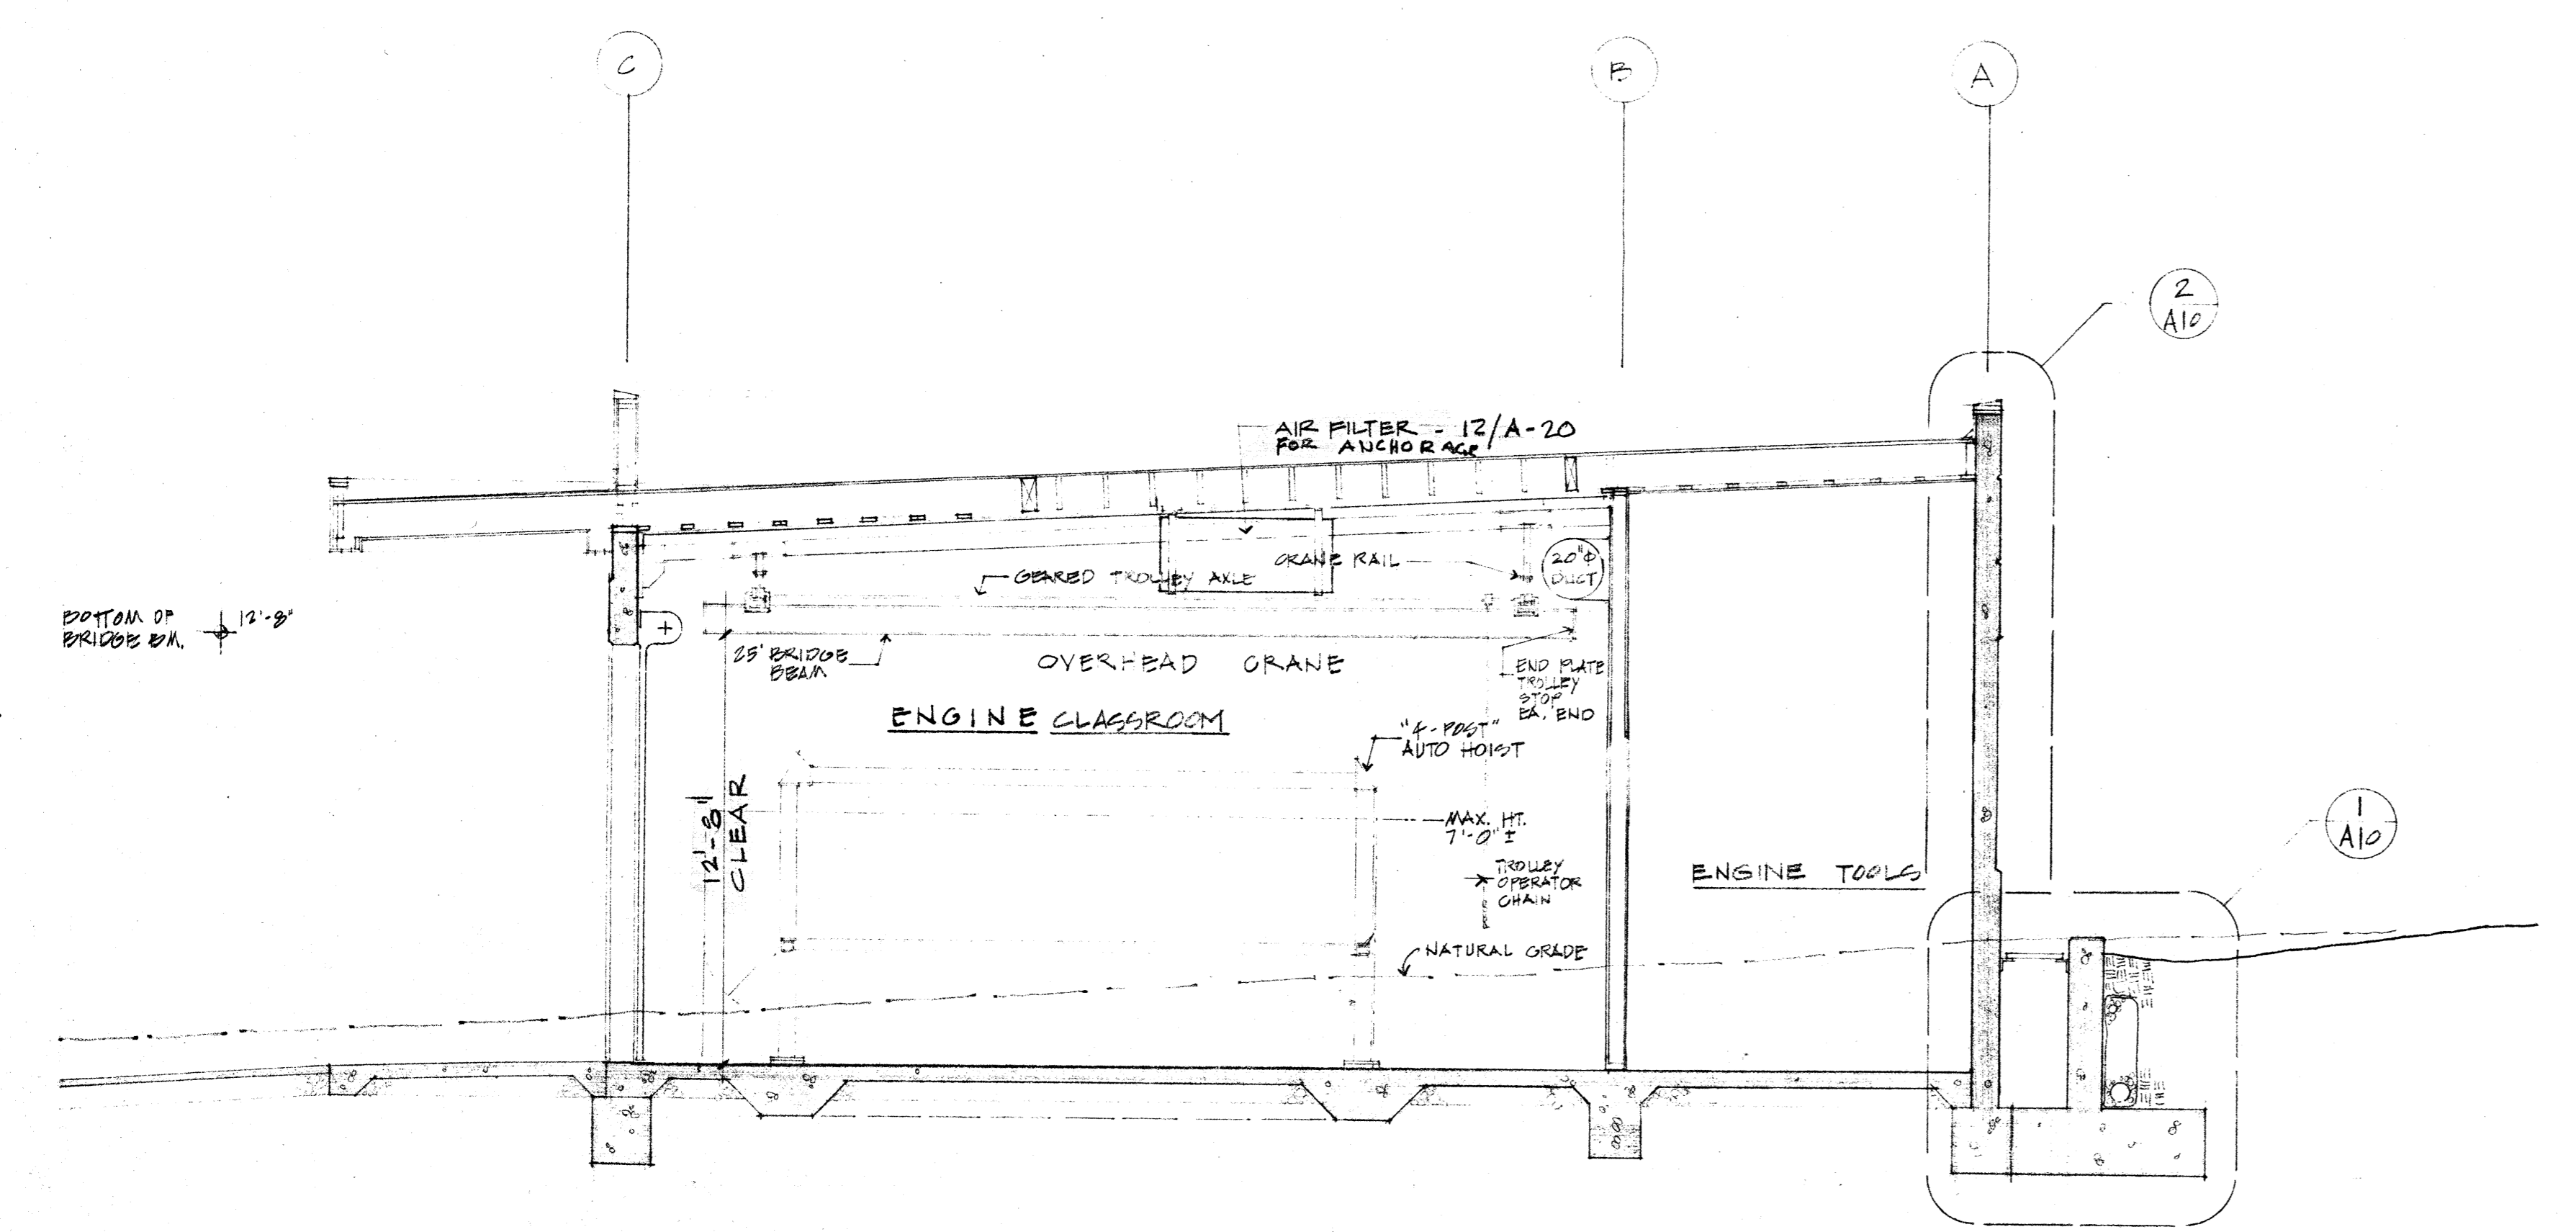 C
B
A
2
A10
AIR FILTER - 12/A-20
FOR ANCHORAGE
CRANE RAIL
20"Φ
DUCT
GEARED TROLLEY AXLE
BOTTOM OF
BRIDGE BM.
12'-8"
25' BRIDGE
BEAM
OVERHEAD CRANE
END PLATE
TROLLEY
STOP
EA. END
ENGINE CLASSROOM
"4-POST"
AUTO HOIST
12'-8"
CLEAR
MAX. HT.
7'-0" ±
1
A10
TROLLEY
OPERATOR
CHAIN
ENGINE TOOLS
NATURAL GRADE